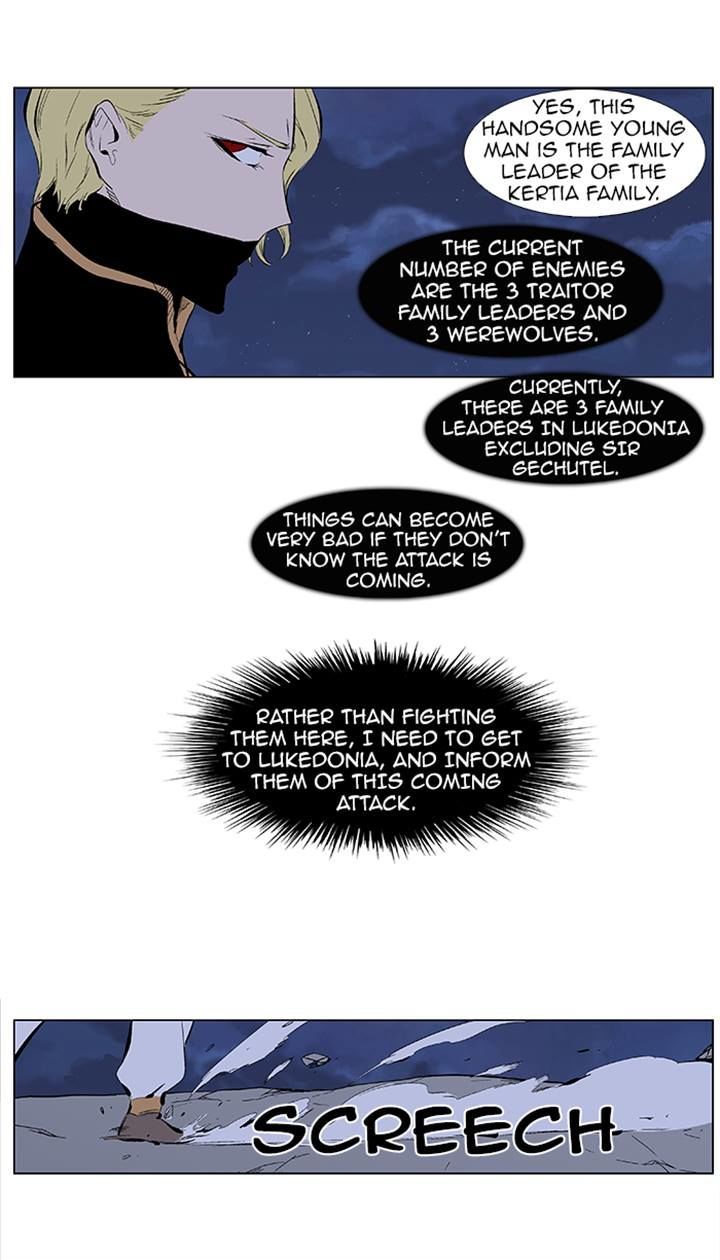 YES, THIS
HANDSOME YOUNG
MAN IS THE FAMILY
LEADER OF THE
KERTIA FAMILY.
THE CURRENT
NUMBER OF ENEMIES
ARE THE 3 TRAITOR
FAMILY LEADERS AND
3 WEREWOLVES.
CURRENTLY,
THERE ARE 3 FAMILY
LEADERS IN LUKEDONIA
EXCLUDING SIR
GECHUTEL.
THINGS CAN BECOME
VERY BAD IF THEY DON'T
KNOW THE ATTACK IS
COMING.
RATHER THAN FIGHTING
THEM HERE, I NEED TO GET
TO LUKEDONIA, AND INFORM
THEM OF THIS COMING
ATTACK.
SCREECH